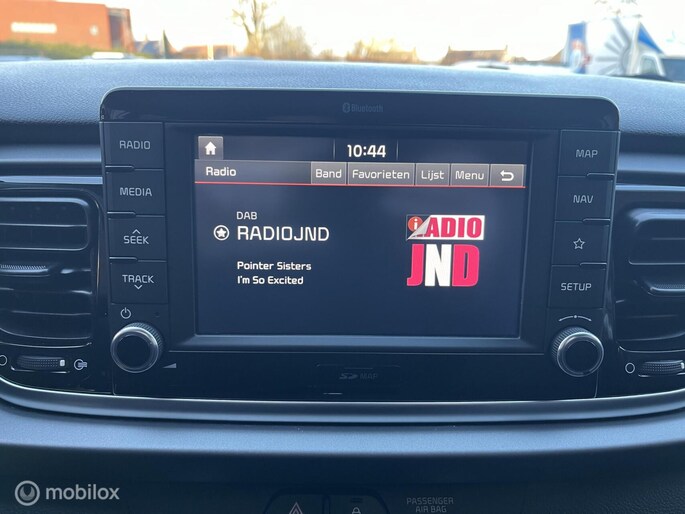 Bluetooth
RADIO
MEDIA
SEEK
TRACK
10:44
Radio Band Favorieten Lijst Menu
DAB
RADIOJND
Pointer Sisters
I'm So Excited
RADIO
JND
MAP
NAV
SETUP
SD MAP
PASSENGER
AIR BAG
mobilox